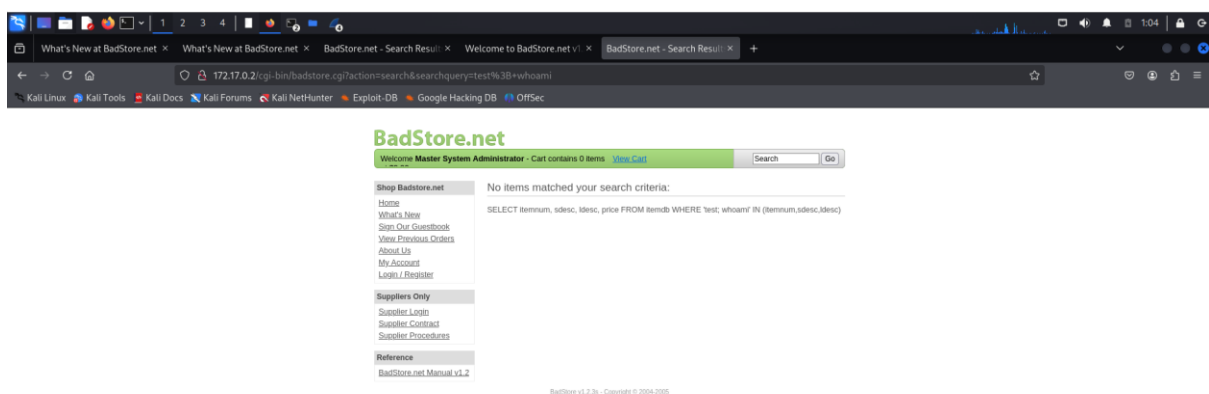 1 2 3 4
1:04
What's New at BadStore.net × What's New at BadStore.net × BadStore.net - Search Result × Welcome to BadStore.net v1 × BadStore.net - Search Result × +
172.17.0.2/cgi-bin/badstore.cgi?action=search&searchquery=test%3B+whoami
Kali Linux Kali Tools Kali Docs Kali Forums Kali NetHunter Exploit-DB Google Hacking DB OffSec
BadStore.net
Welcome Master System Administrator - Cart contains 0 items View Cart Search Go
Shop Badstore.net
Home
What's New
Sign Our Guestbook
View Previous Orders
About Us
My Account
Login / Register
Suppliers Only
Supplier Login
Supplier Contract
Supplier Procedures
Reference
BadStore.net Manual v1.2
No items matched your search criteria:
SELECT itemnum, sdesc, ldesc, price FROM itemdb WHERE 'test; whoami' IN (itemnum,sdesc,ldesc)
BadStore v1.2.3s - Copyright © 2004-2005